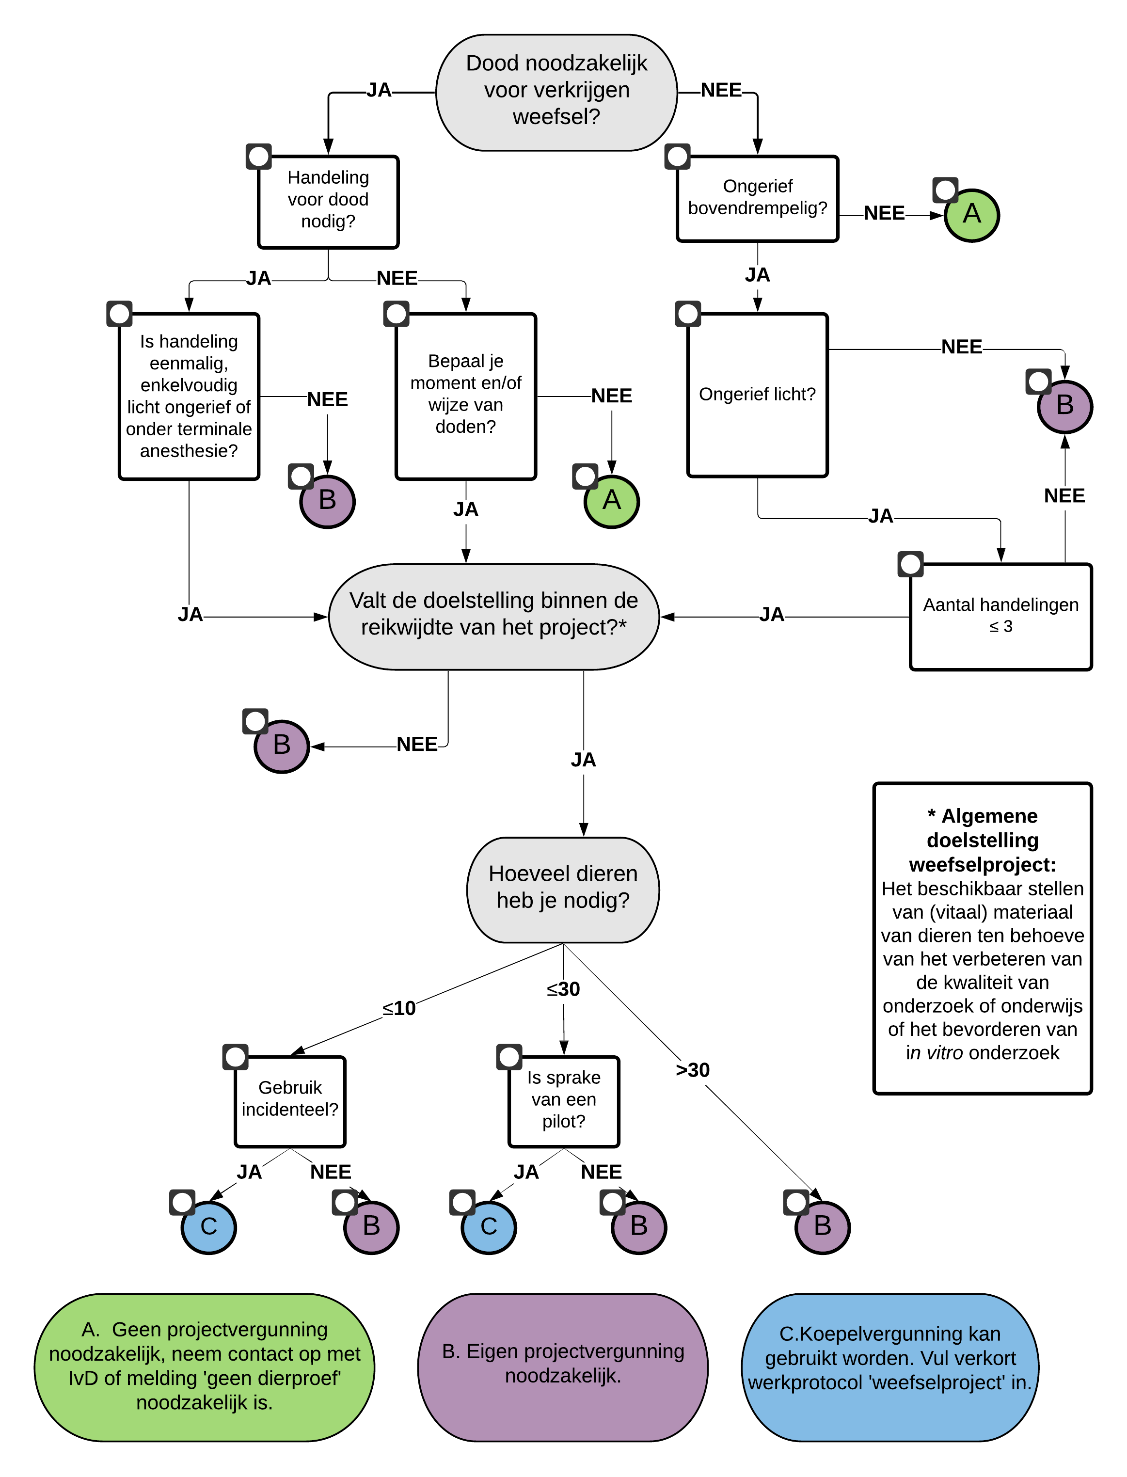 Dood noodzakelijk
voor verkrijgen
weefsel?
JA
NEE
Handeling
voor dood
nodig?
Ongerief
bovendrempelig?
NEE
A
JA
NEE
JA
Is handeling
eenmalig,
enkelvoudig
licht ongerief of
onder terminale
anesthesie?
NEE
B
Bepaal je
moment en/of
wijze van
doden?
NEE
A
Ongerief licht?
NEE
B
JA
JA
NEE
JA
Valt de doelstelling binnen de
reikwijdte van het project?*
JA
Aantal handelingen
≤ 3
B
NEE
JA
* Algemene
doelstelling
weefselproject:
Het beschikbaar stellen
van (vitaal) materiaal
van dieren ten behoeve
van het verbeteren van
de kwaliteit van
onderzoek of onderwijs
of het bevorderen van
in vitro onderzoek
Hoeveel dieren
heb je nodig?
≤10
≤30
>30
Gebruik
incidenteel?
Is sprake
van een
pilot?
JA
NEE
JA
NEE
C
B
C
B
B
A. Geen projectvergunning
noodzakelijk, neem contact op met
IvD of melding 'geen dierproef'
noodzakelijk is.
B. Eigen projectvergunning
noodzakelijk.
C.Koepelvergunning kan
gebruikt worden. Vul verkort
werkprotocol 'weefselproject' in.